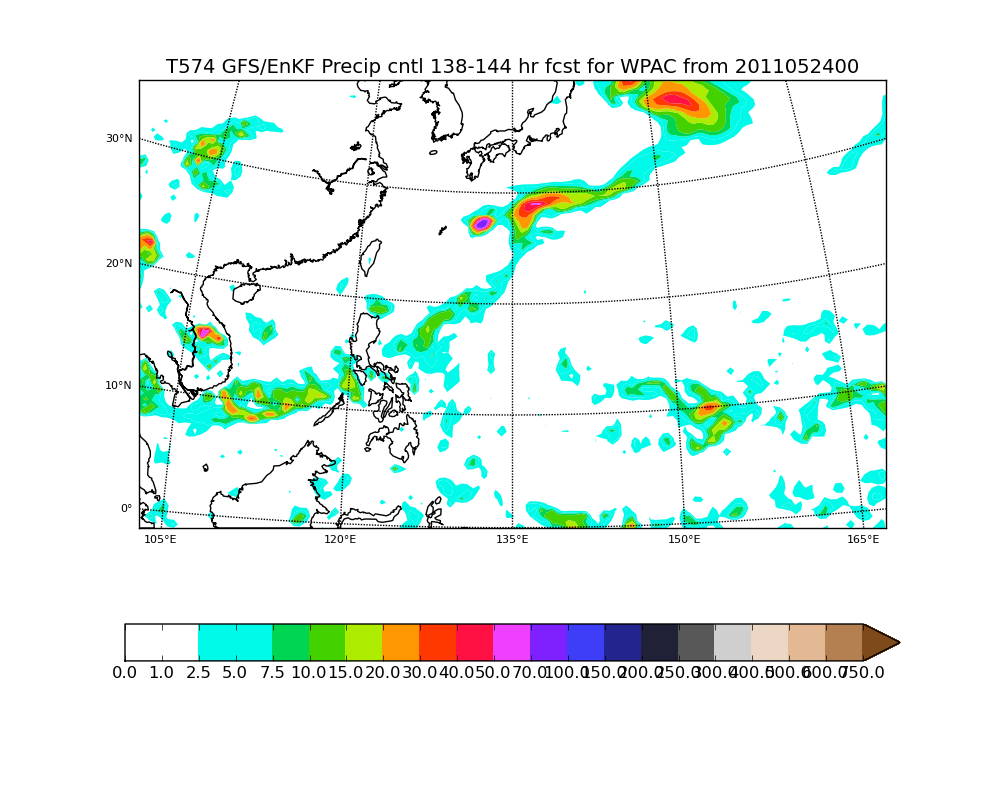 T574 GFS/EnKF Precip cntl 138-144 hr fcst for WPAC from 2011052400
30°N
20°N
10°N
0°
105°E 120°E 135°E 150°E 165°E
0.0 1.0 2.5 5.0 7.5 10.0 15.0 20.0 30.0 40.0 50.0 70.0 100.0 150.0 200.0 250.0 300.0 400.0 500.0 600.0 750.0